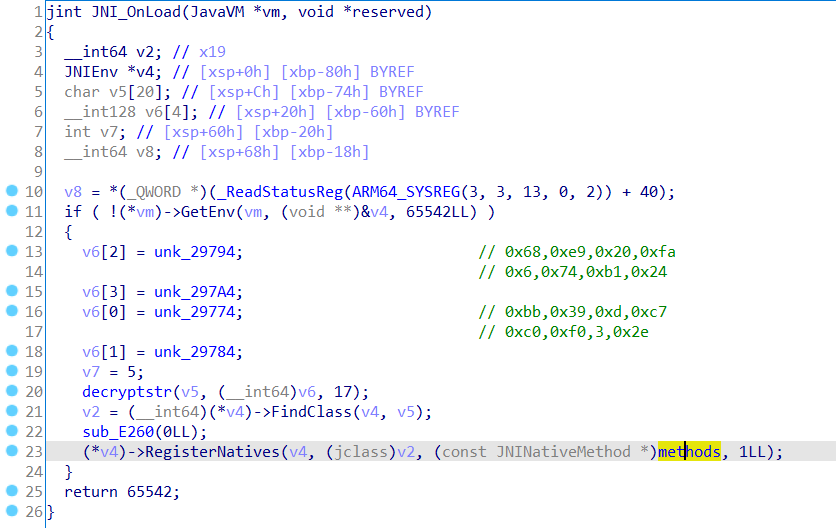 1 jint JNI_OnLoad(JavaVM *vm, void *reserved)
2 {
3 __int64 v2; // x19
4 JNIEnv *v4; // [xsp+0h] [xbp-80h] BYREF
5 char v5[20]; // [xsp+Ch] [xbp-74h] BYREF
6 __int128 v6[4]; // [xsp+20h] [xbp-60h] BYREF
7 int v7; // [xsp+60h] [xbp-20h]
8 __int64 v8; // [xsp+68h] [xbp-18h]
9
10 v8 = *(_QWORD *)(_ReadStatusReg(ARM64_SYSREG(3, 3, 13, 0, 2)) + 40);
11 if ( !(*vm)->GetEnv(vm, (void **)&v4, 65542LL) )
12 {
13 v6[2] = unk_29794; // 0x68,0xe9,0x20,0xfa
14 // 0x6,0x74,0xb1,0x24
15 v6[3] = unk_297A4;
16 v6[0] = unk_29774; // 0xbb,0x39,0xd,0xc7
17 // 0xc0,0xf0,3,0x2e
18 v6[1] = unk_29784;
19 v7 = 5;
20 decryptstr(v5, (__int64)v6, 17);
21 v2 = (__int64)(*v4)->FindClass(v4, v5);
22 sub_E260(0LL);
23 (*v4)->RegisterNatives(v4, (jclass)v2, (const JNINativeMethod *)methods, 1LL);
24 }
25 return 65542;
26 }